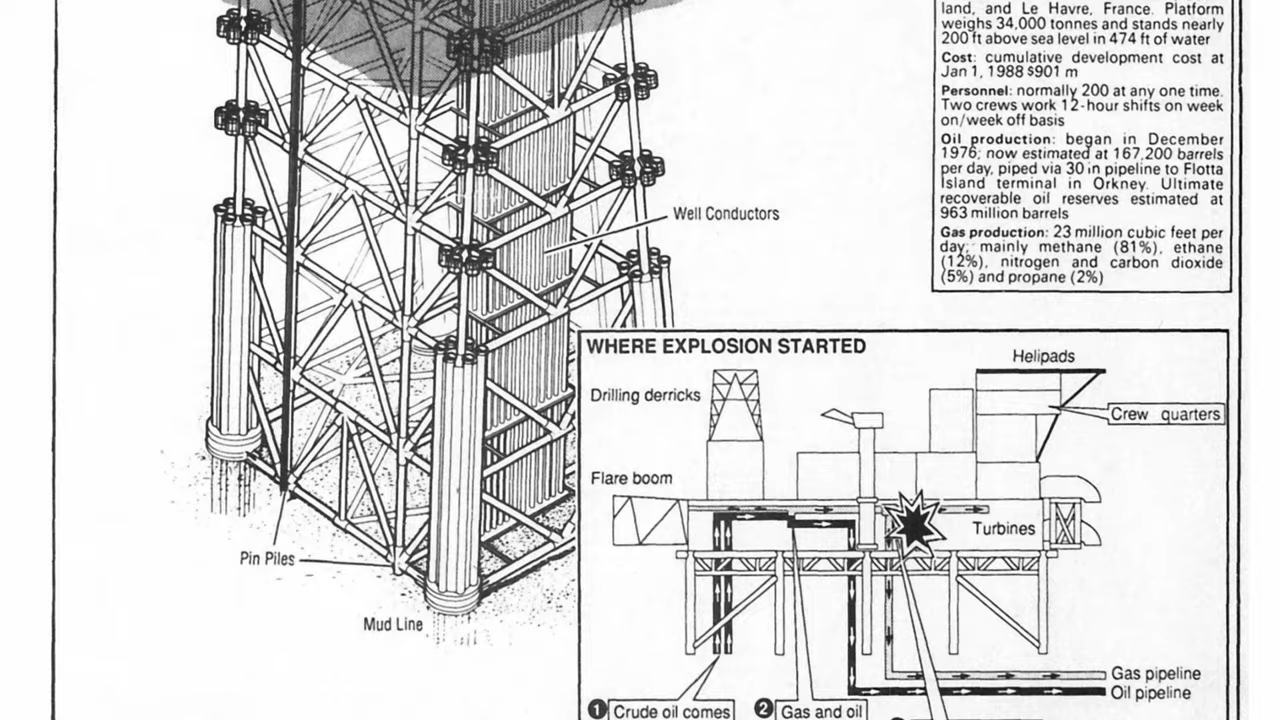 land, and Le Havre, France. Platform
weighs 34,000 tonnes and stands nearly
200 ft above sea level in 474 ft of water
Cost: cumulative development cost at
Jan 1, 1988 $901 m
Personnel: normally 200 at any one time.
Two crews work 12-hour shifts on week
on/week off basis
Oil production: began in December
1976; now estimated at 167,200 barrels
per day, piped via 30 in pipeline to Flotta
Island terminal in Orkney. Ultimate
recoverable oil reserves estimated at
963 million barrels
Gas production: 23 million cubic feet per
day; mainly methane (81%), ethane
(12%), nitrogen and carbon dioxide
(5%) and propane (2%)
Well Conductors
Pin Piles
Mud Line
WHERE EXPLOSION STARTED
Helipads
Drilling derricks
Crew quarters
Flare boom
Turbines
Gas pipeline
Oil pipeline
1 Crude oil comes
2 Gas and oil